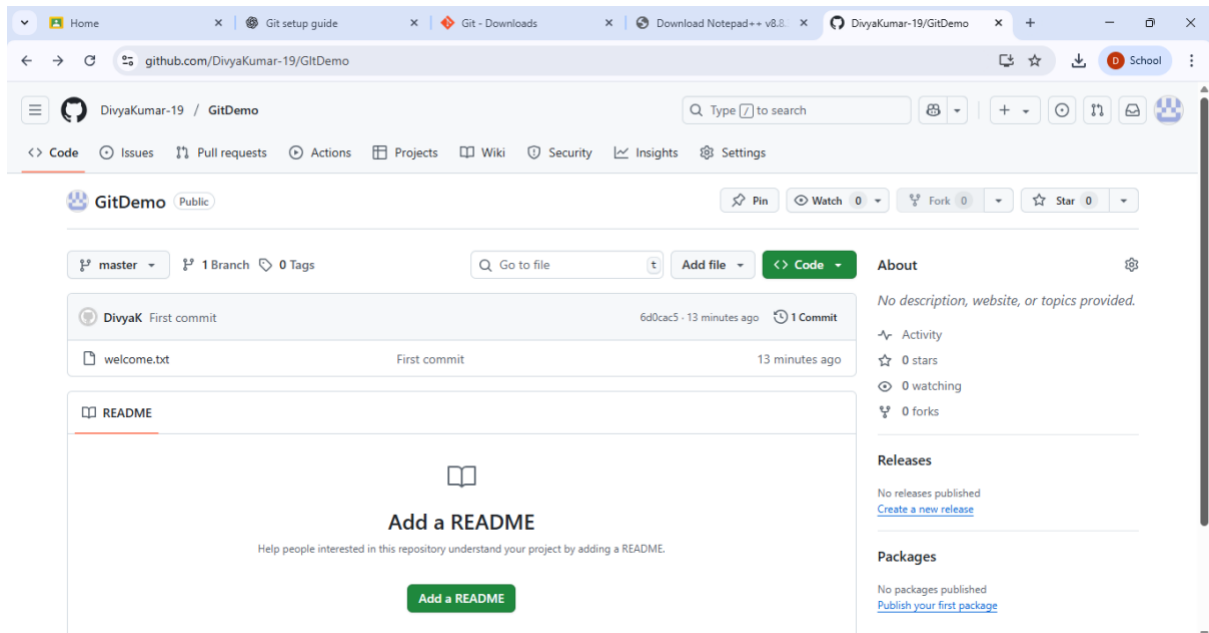 Home
Git setup guide
Git - Downloads
Download Notepad++ v8.8.
DivyaKumar-19/GitDemo
github.com/DivyaKumar-19/GItDemo
D School
DivyaKumar-19 / GitDemo
Type / to search
<> Code Issues Pull requests Actions Projects Wiki Security Insights Settings
GitDemo Public
Pin Watch 0 Fork 0 Star 0
master 1 Branch 0 Tags
Go to file t Add file <> Code
DivyaK First commit 6d0cac5 · 13 minutes ago 1 Commit
welcome.txt First commit 13 minutes ago
README
Add a README
Help people interested in this repository understand your project by adding a README.
Add a README
About
No description, website, or topics provided.
Activity
0 stars
0 watching
0 forks
Releases
No releases published
Create a new release
Packages
No packages published
Publish your first package